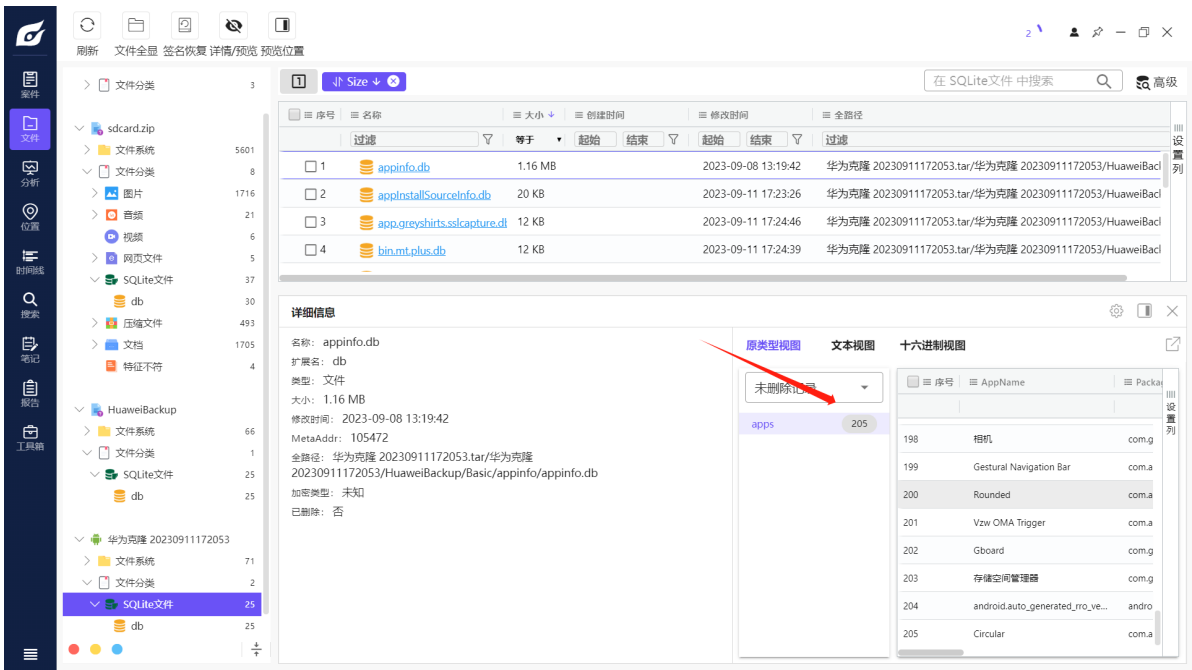 刷新 文件全显 签名恢复 详情/预览 预览位置
2
案件
文件
分析
位置
时间线
搜索
笔记
报告
工具箱
文件分类 3
sdcard.zip
文件系统 5601
文件分类 8
图片 1716
音频 21
视频 6
网页文件 5
SQLite文件 37
db 30
压缩文件 493
文档 1705
特征不符 4
HuaweiBackup
文件系统 66
文件分类 1
SQLite文件 25
db 25
华为克隆 20230911172053
文件系统 71
文件分类 2
SQLite文件 25
db 25
1 Size 在 SQLite文件 中搜索 高级
序号 名称 大小 创建时间 修改时间 全路径
过滤 等于 起始 结束 起始 结束 过滤
1 appinfo.db 1.16 MB 2023-09-08 13:19:42 华为克隆 20230911172053.tar/华为克隆 20230911172053/HuaweiBacl
2 appInstallSourceInfo.db 20 KB 2023-09-11 17:23:26 华为克隆 20230911172053.tar/华为克隆 20230911172053/HuaweiBacl
3 app.greyshirts.sslcapture.dl 12 KB 2023-09-11 17:24:46 华为克隆 20230911172053.tar/华为克隆 20230911172053/HuaweiBacl
4 bin.mt.plus.db 12 KB 2023-09-11 17:24:39 华为克隆 20230911172053.tar/华为克隆 20230911172053/HuaweiBacl
设置列
详细信息
名称: appinfo.db
扩展名: db
类型: 文件
大小: 1.16 MB
修改时间: 2023-09-08 13:19:42
MetaAddr: 105472
全路径: 华为克隆 20230911172053.tar/华为克隆
20230911172053/HuaweiBackup/Basic/appinfo/appinfo.db
加密类型: 未知
已删除: 否
原类型视图 文本视图 十六进制视图
未删除记录
apps 205
序号 AppName Packa
198 相机 com.g
199 Gestural Navigation Bar com.a
200 Rounded com.a
201 Vzw OMA Trigger com.a
202 Gboard com.g
203 存储空间管理器 com.g
204 android.auto_generated_rro_ve... andro
205 Circular com.a
设置列